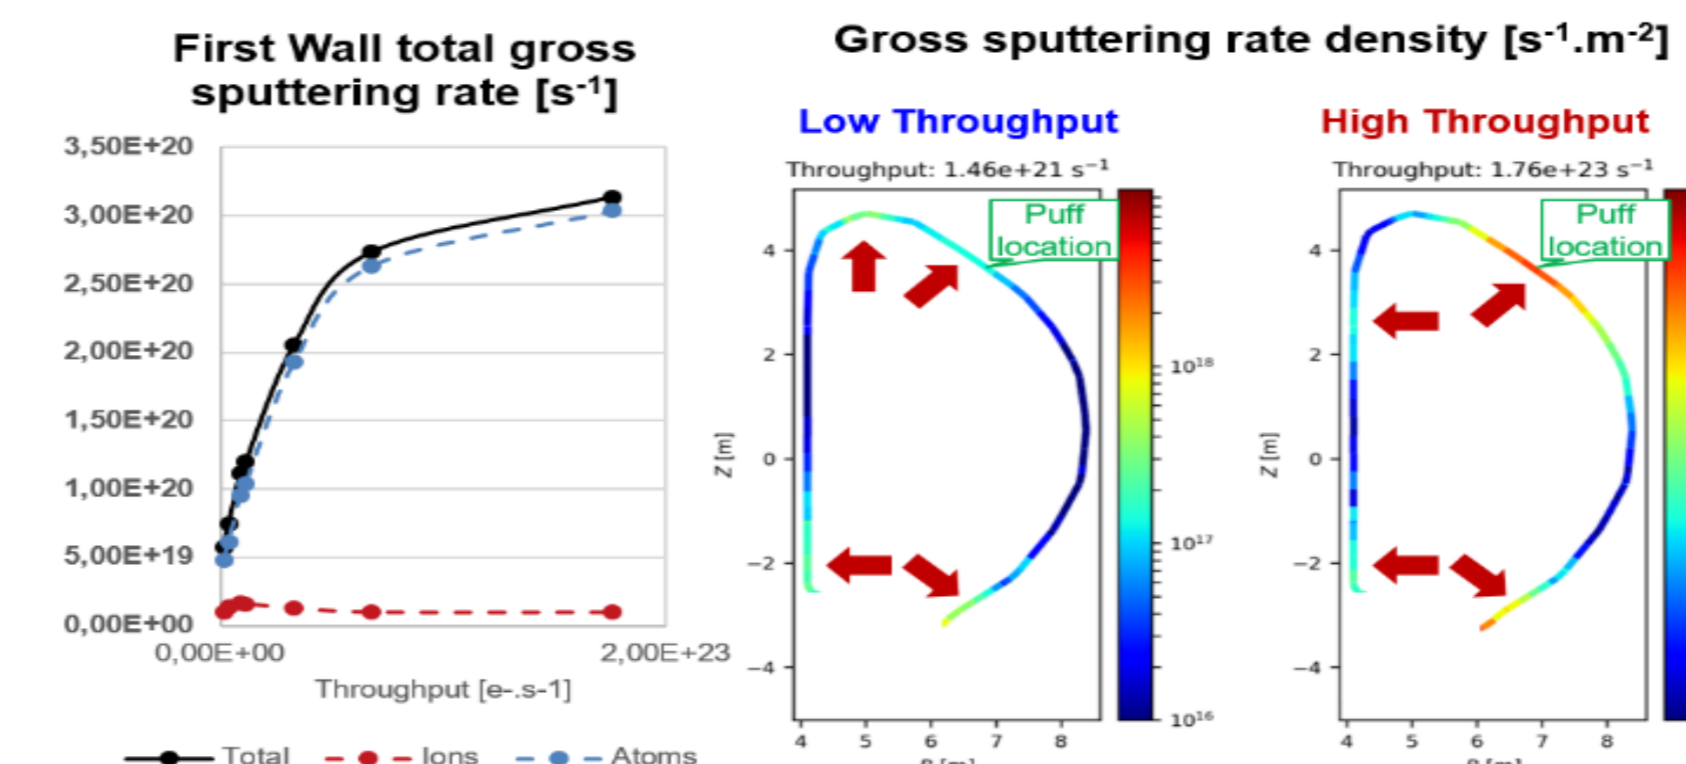 First Wall total gross
sputtering rate [s-1]
3,50E+20
3,00E+20
2,50E+20
2,00E+20
1,50E+20
1,00E+20
5,00E+19
0,00E+00
0,00E+00
2,00E+23
Throughput [e-.s-1]
Total
Ions
Atoms
Gross sputtering rate density [s-1.m-2]
Low Throughput
Throughput: 1.46e+21 s−1
Puff
location
4
2
0
−2
−4
Z [m]
4 5 6 7 8
R [m]
10¹⁸
10¹⁷
10¹⁶
High Throughput
Throughput: 1.76e+23 s−1
Puff
location
4
2
0
−2
−4
Z [m]
4 5 6 7 8
R [m]